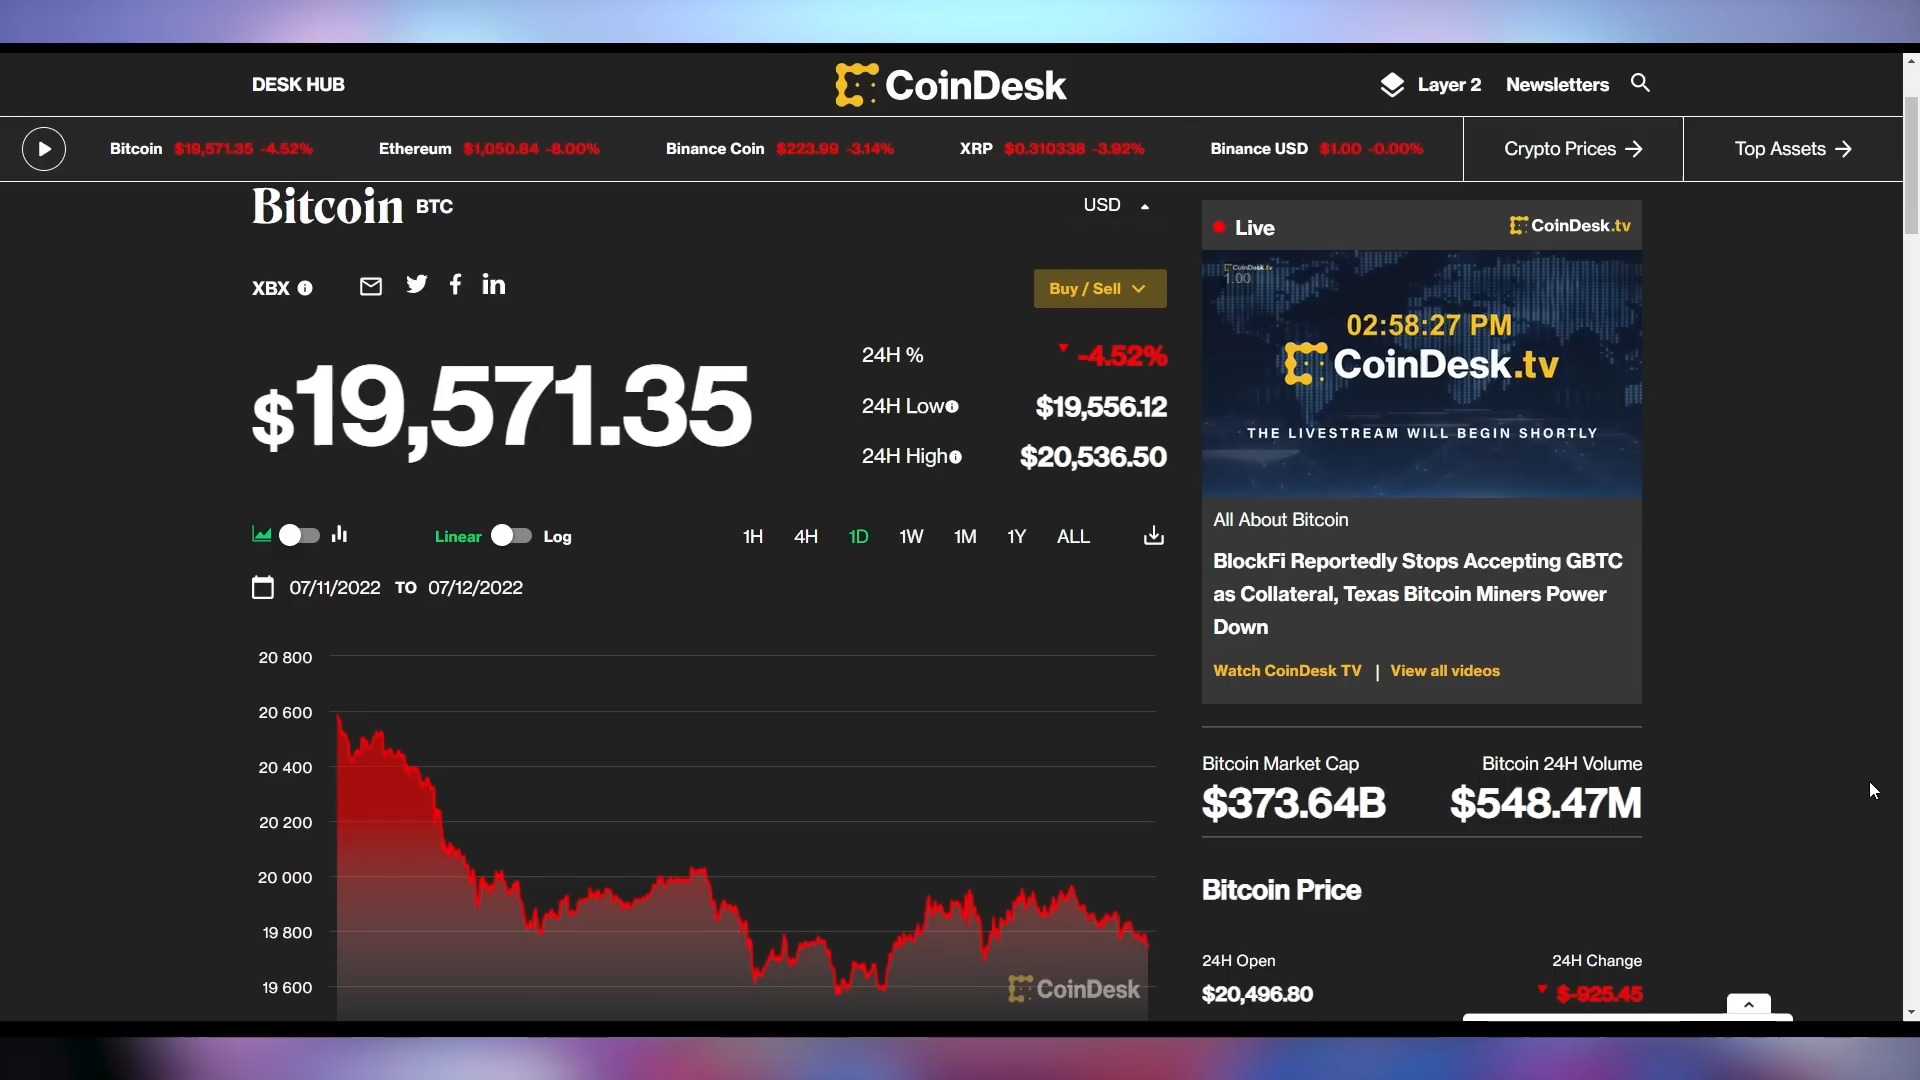 DESK HUB
CoinDesk
Layer 2
Newsletters
Bitcoin $19,571.35 -4.52%
Ethereum $1,050.84 -8.00%
Binance Coin $223.99 -3.14%
XRP $0.310338 -3.92%
Binance USD $1.00 -0.00%
Crypto Prices
Top Assets
Bitcoin BTC
USD
XBX
Buy / Sell
$19,571.35
24H % -4.52%
24H Low $19,556.12
24H High $20,536.50
Linear Log
1H 4H 1D 1W 1M 1Y ALL
07/11/2022 TO 07/12/2022
20 800
20 600
20 400
20 200
20 000
19 800
19 600
CoinDesk
Live
CoinDesk.tv
CoinDesk.tv
1.00
02:58:27 PM
CoinDesk.tv
THE LIVESTREAM WILL BEGIN SHORTLY
All About Bitcoin
BlockFi Reportedly Stops Accepting GBTC
as Collateral, Texas Bitcoin Miners Power
Down
Watch CoinDesk TV | View all videos
Bitcoin Market Cap Bitcoin 24H Volume
$373.64B $548.47M
Bitcoin Price
24H Open 24H Change
$20,496.80 $-925.45